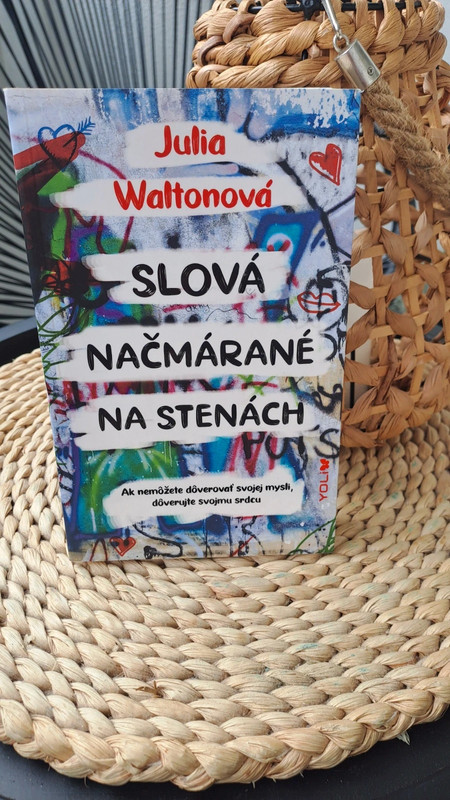 Julia
Waltonová
SLOVÁ
NAČMÁRANÉ
NA STENÁCH
Ak nemôžete dôverovať svojej mysli,
dôverujte svojmu srdcu
YOLi